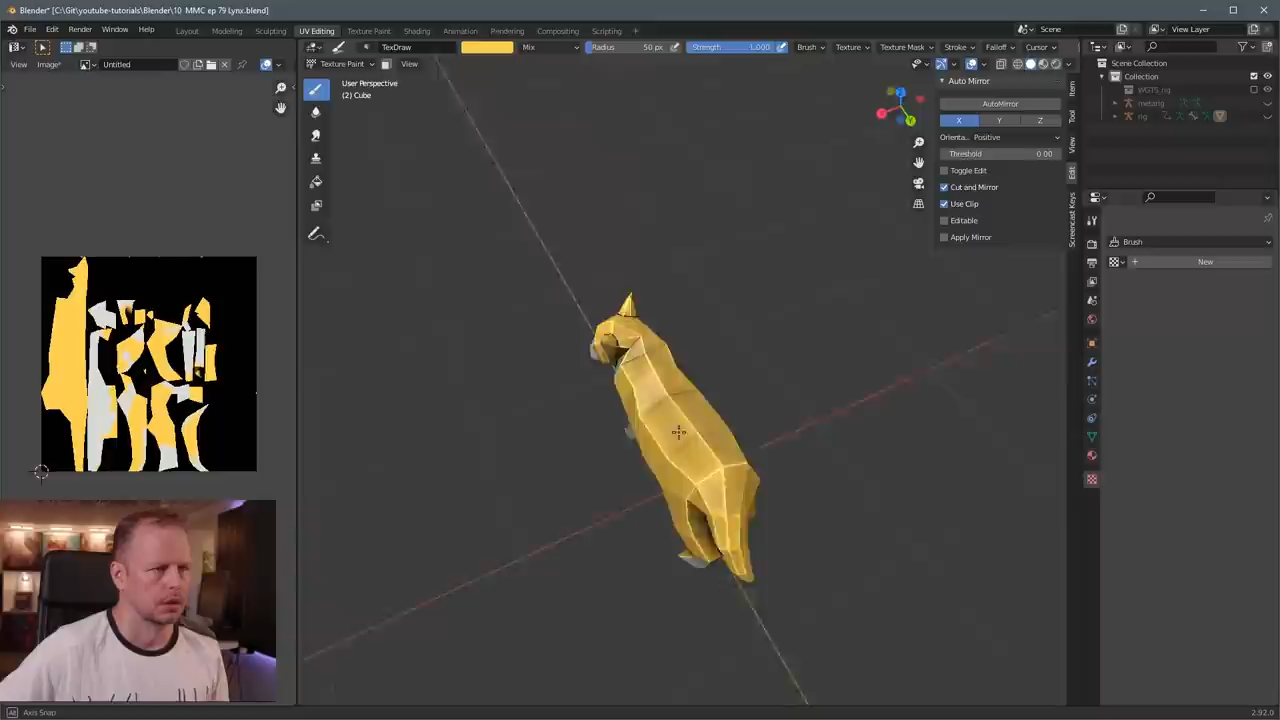 Blender* [C:\Git\youtube-tutorials\Blender\10 MMC ep 79 Lynx.blend]
File Edit Render Window Help Layout Modeling Sculpting UV Editing Texture Paint Shading Animation Rendering Compositing Scripting + Scene View Layer
TexDraw Mix Radius 50 px Strength 1.000 Brush Texture Texture Mask Stroke Falloff Cursor
View Image* Untitled Texture Paint View
User Perspective
(2) Cube
Auto Mirror
AutoMirror
X Y Z
Orienta... Positive
Threshold 0.00
Toggle Edit
Cut and Mirror
Use Clip
Editable
Apply Mirror
Item
Tool
View
Edit
Screencast Keys
Scene Collection
Collection
WGTS_rig
metarig
rig
Brush
+ New
Axis Snap
2.92.0